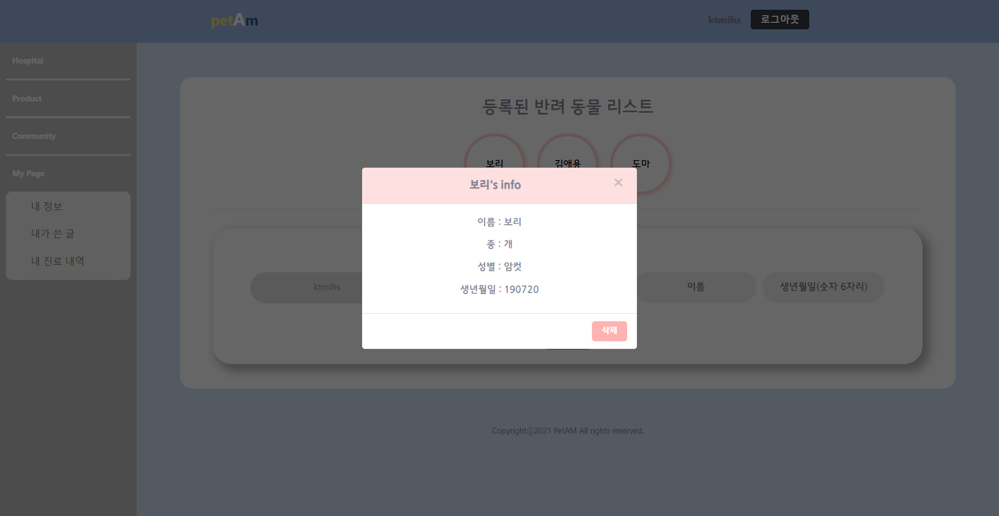 petAm
ktmihs
로그아웃
Hospital
Product
Community
My Page
내 정보
내가 쓴 글
내 진료 내역
등록된 반려 동물 리스트
보리
김애용
도마
보리's info
×
이름 : 보리
종 : 개
성별 : 암컷
생년월일 : 190720
삭제
ktmihs
이름
생년월일(숫자 6자리)
Copyrightⓒ2021 PetAM All rights reserved.